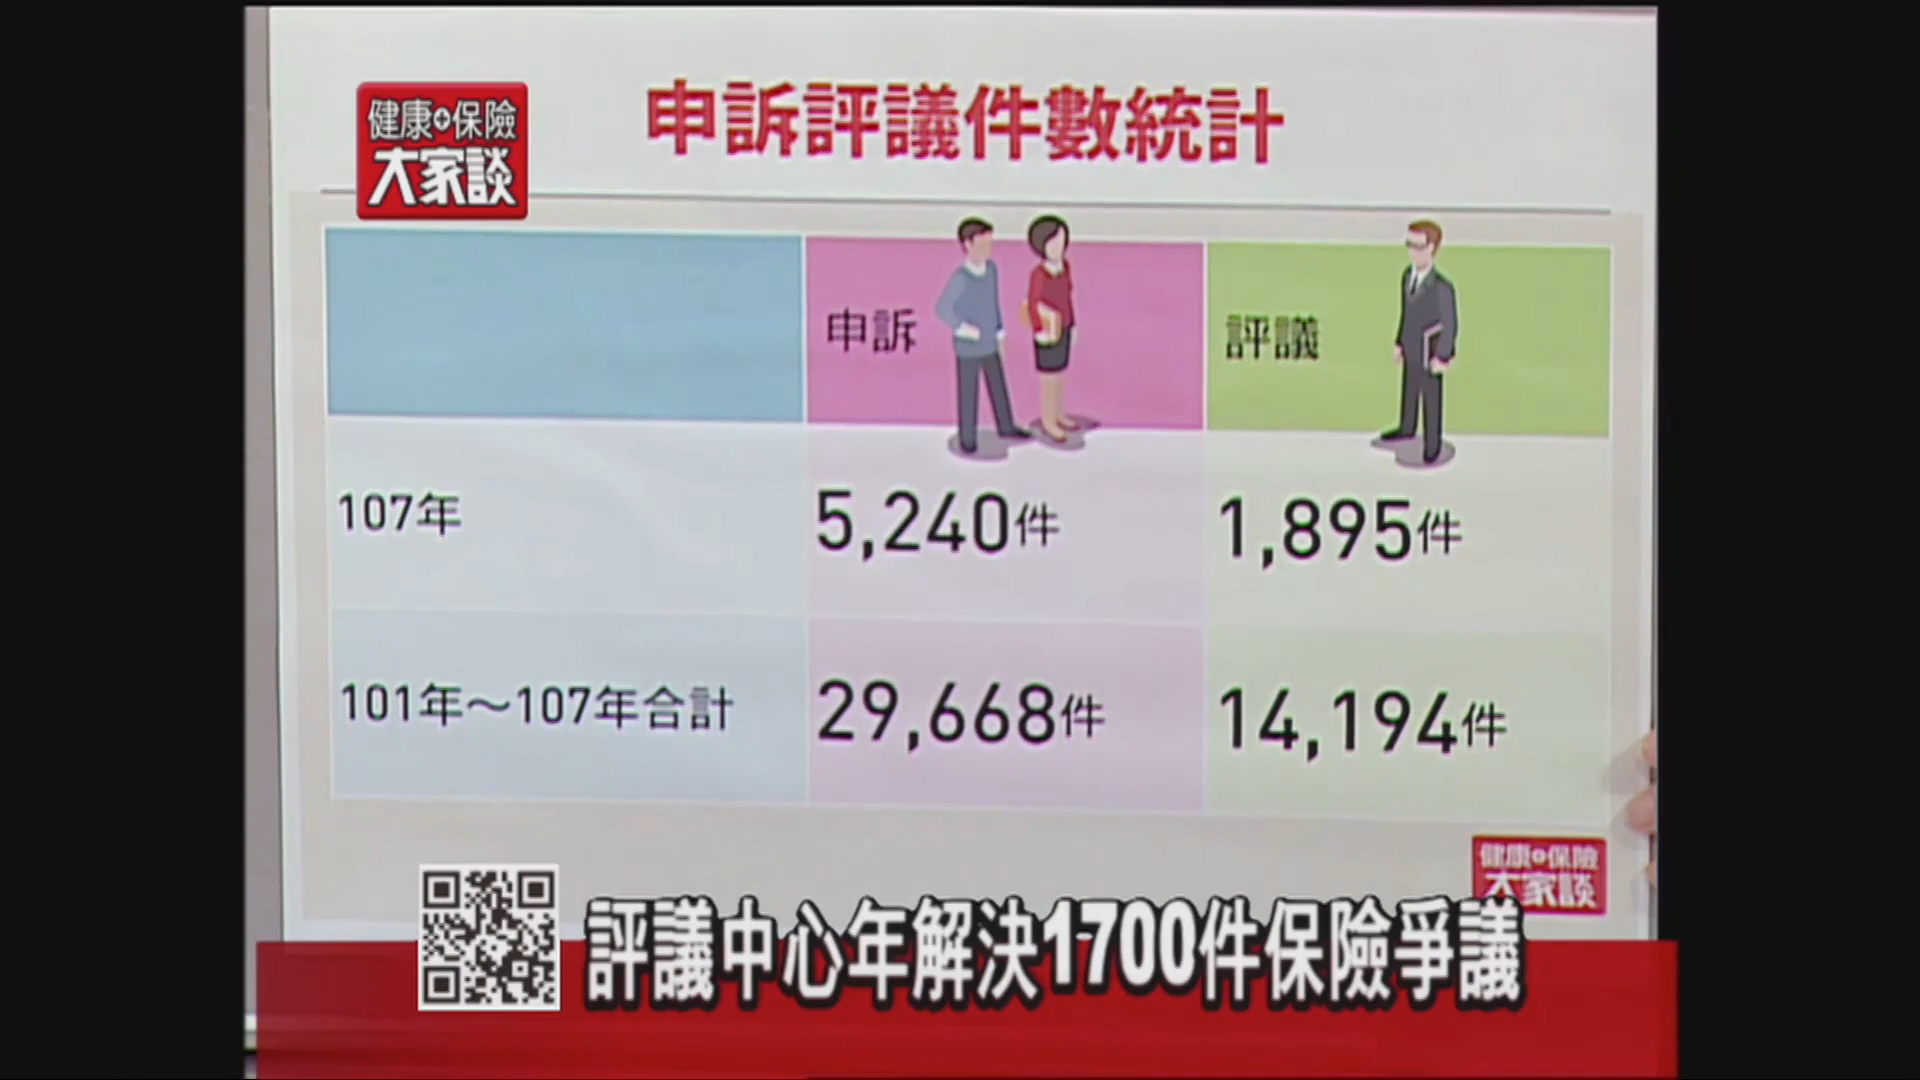 健康+保險
大家談
申訴評議件數統計
申訴
評議
107年
5,240件
1,895件
101年～107年合計
29,668件
14,194件
健康+保險
大家談
評議中心年解決1700件保險爭議